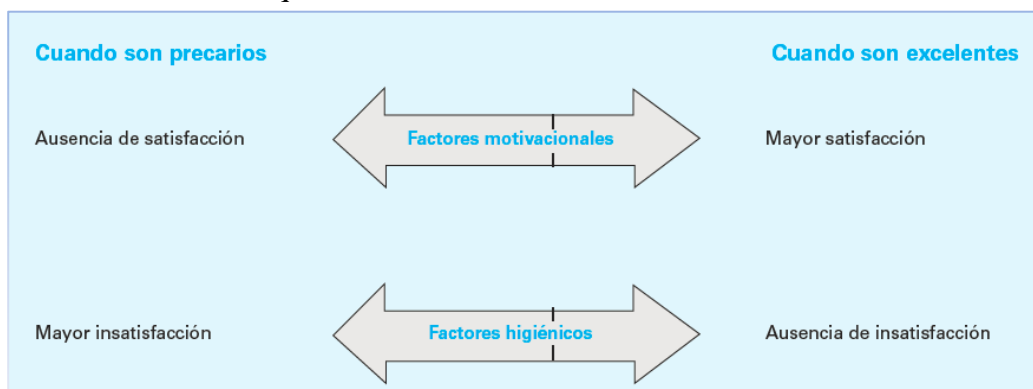 Cuando son precarios
Cuando son excelentes
Ausencia de satisfacción
Factores motivacionales
Mayor satisfacción
Mayor insatisfacción
Factores higiénicos
Ausencia de insatisfacción